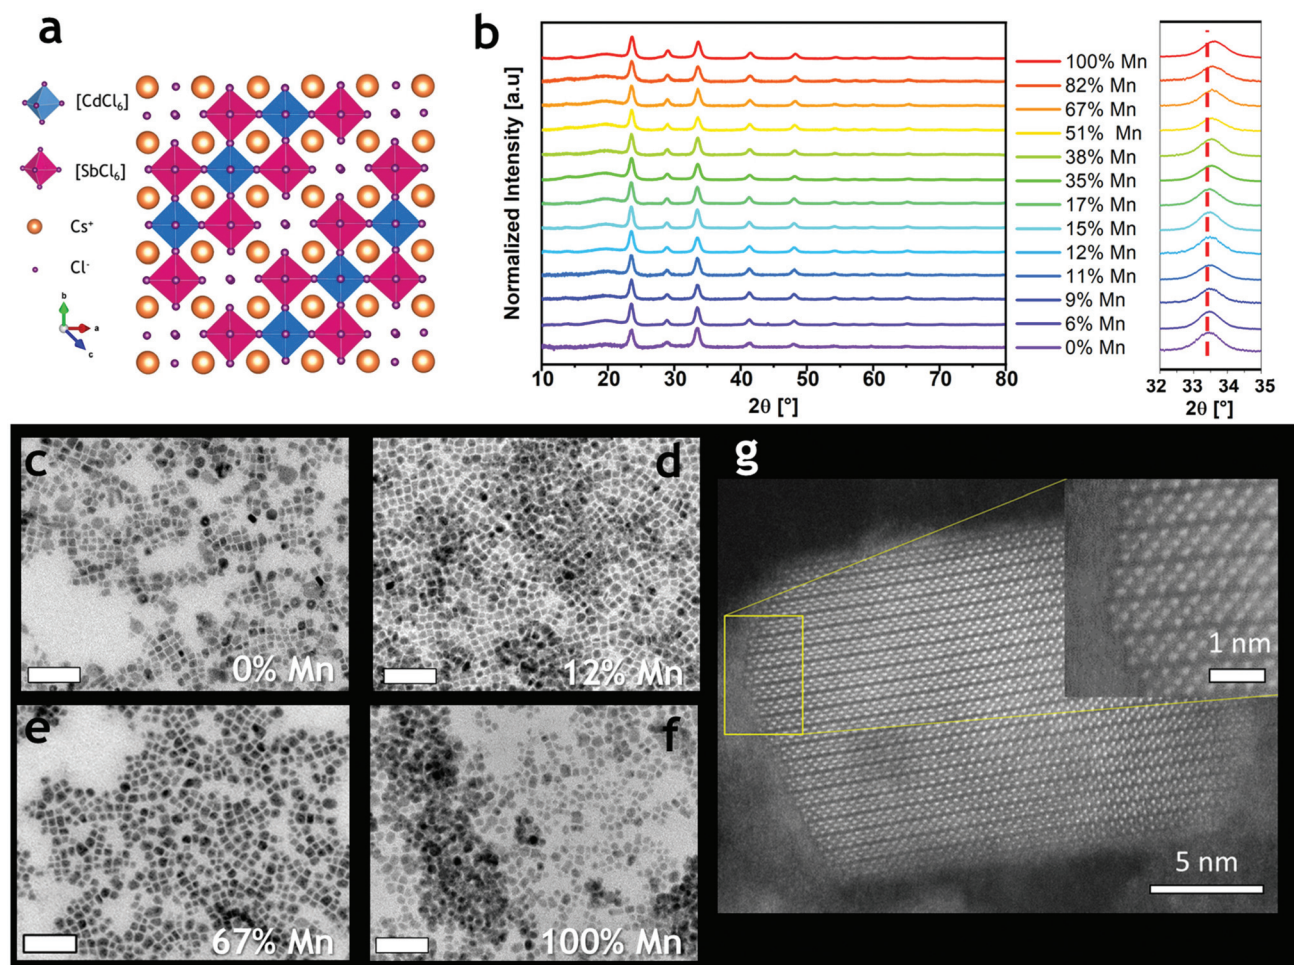 a
[CdCl₆]
[SbCl₆]
Cs⁺
Cl⁻
b
a
c
b
Normalized Intensity [a.u]
100% Mn
82% Mn
67% Mn
51% Mn
38% Mn
35% Mn
17% Mn
15% Mn
12% Mn
11% Mn
9% Mn
6% Mn
0% Mn
10 20 30 40 50 60 70 80
2θ [°]
32 33 34 35
2θ [°]
c
0% Mn
d
12% Mn
e
67% Mn
f
100% Mn
g
1 nm
5 nm